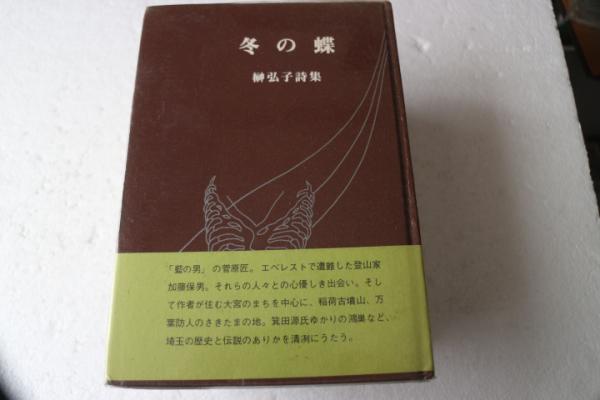 冬の蝶
榊弘子詩集
「藍の男」の菅原匠。エベレストで遭難した登山家
加藤保男。それらの人々との心優しき出会い。そし
て作者が住む大宮のまちを中心に、稲荷古墳山、万
葉防人のさきたまの地。箕田源氏ゆかりの鴻巣など、
埼玉の歴史と伝説のありかを清冽にうたう。